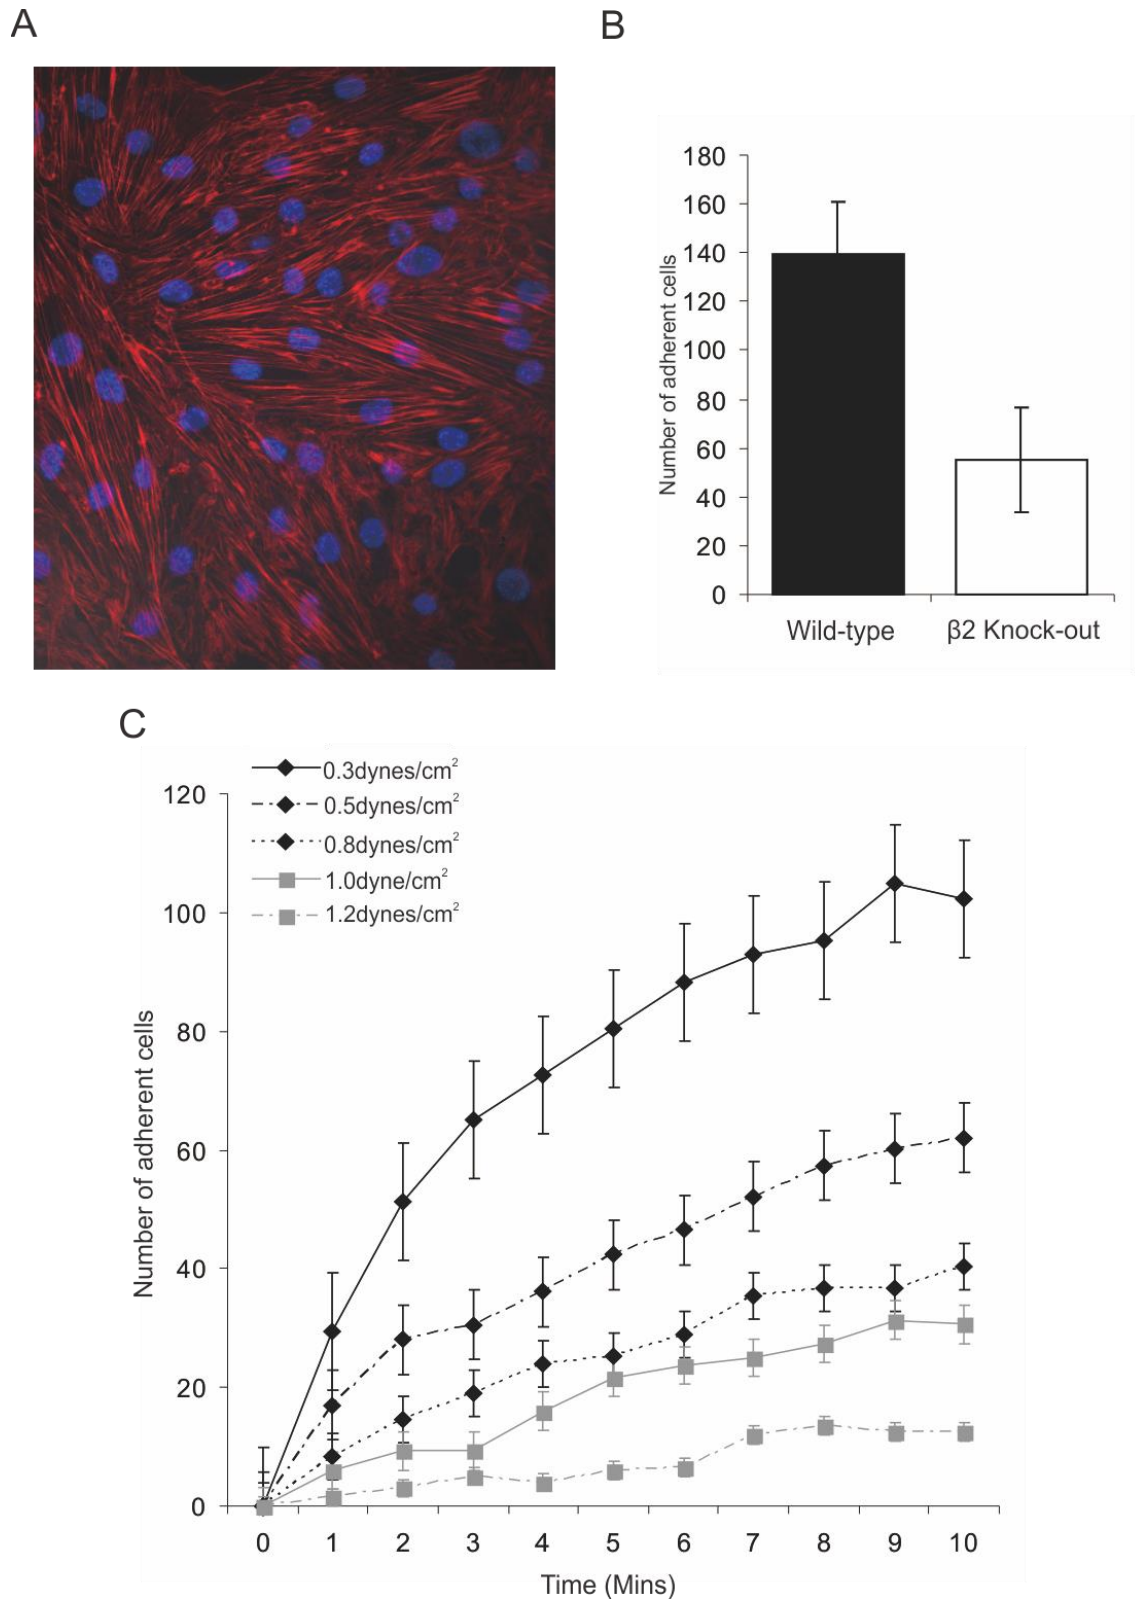 A
B
180
160
140
120
100
80
60
40
20
0
Number of adherent cells
Wild-type
β2 Knock-out
C
0.3dynes/cm²
0.5dynes/cm²
0.8dynes/cm²
1.0dyne/cm²
1.2dynes/cm²
120
100
80
60
40
20
0
Number of adherent cells
0 1 2 3 4 5 6 7 8 9 10
Time (Mins)